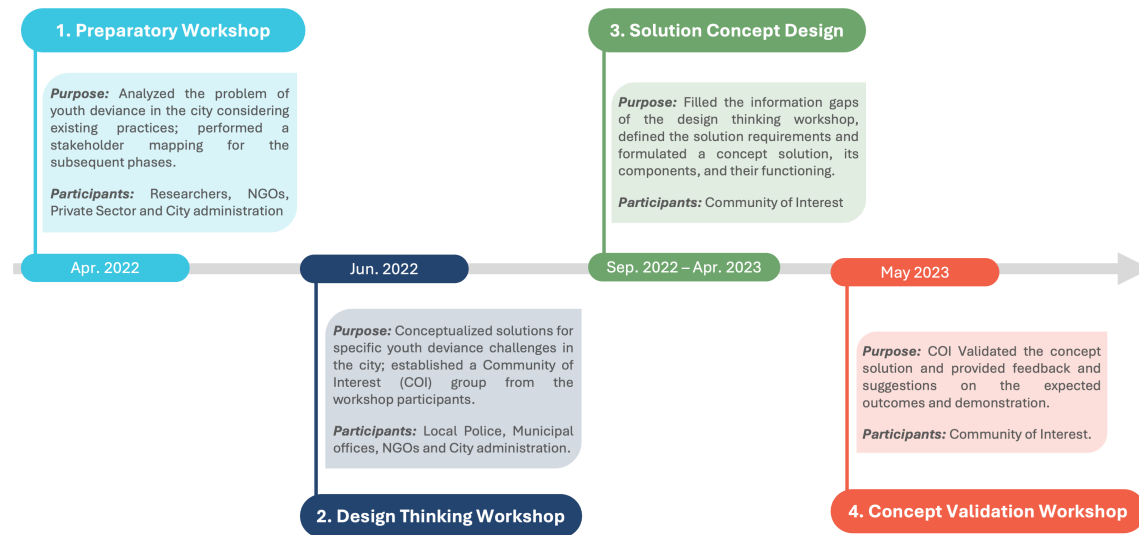 1. Preparatory Workshop
Purpose: Analyzed the problem of
youth deviance in the city considering
existing practices; performed a
stakeholder mapping for the
subsequent phases.
Participants: Researchers, NGOs,
Private Sector and City administration
Apr. 2022
Jun. 2022
Purpose: Conceptualized solutions for
specific youth deviance challenges in
the city; established a Community of
Interest (COI) group from the
workshop participants.
Participants: Local Police, Municipal
offices, NGOs and City administration.
2. Design Thinking Workshop
3. Solution Concept Design
Purpose: Filled the information gaps
of the design thinking workshop,
defined the solution requirements and
formulated a concept solution, its
components, and their functioning.
Participants: Community of Interest
Sep. 2022 – Apr. 2023
May 2023
Purpose: COI Validated the concept
solution and provided feedback and
suggestions on the expected
outcomes and demonstration.
Participants: Community of Interest.
4. Concept Validation Workshop